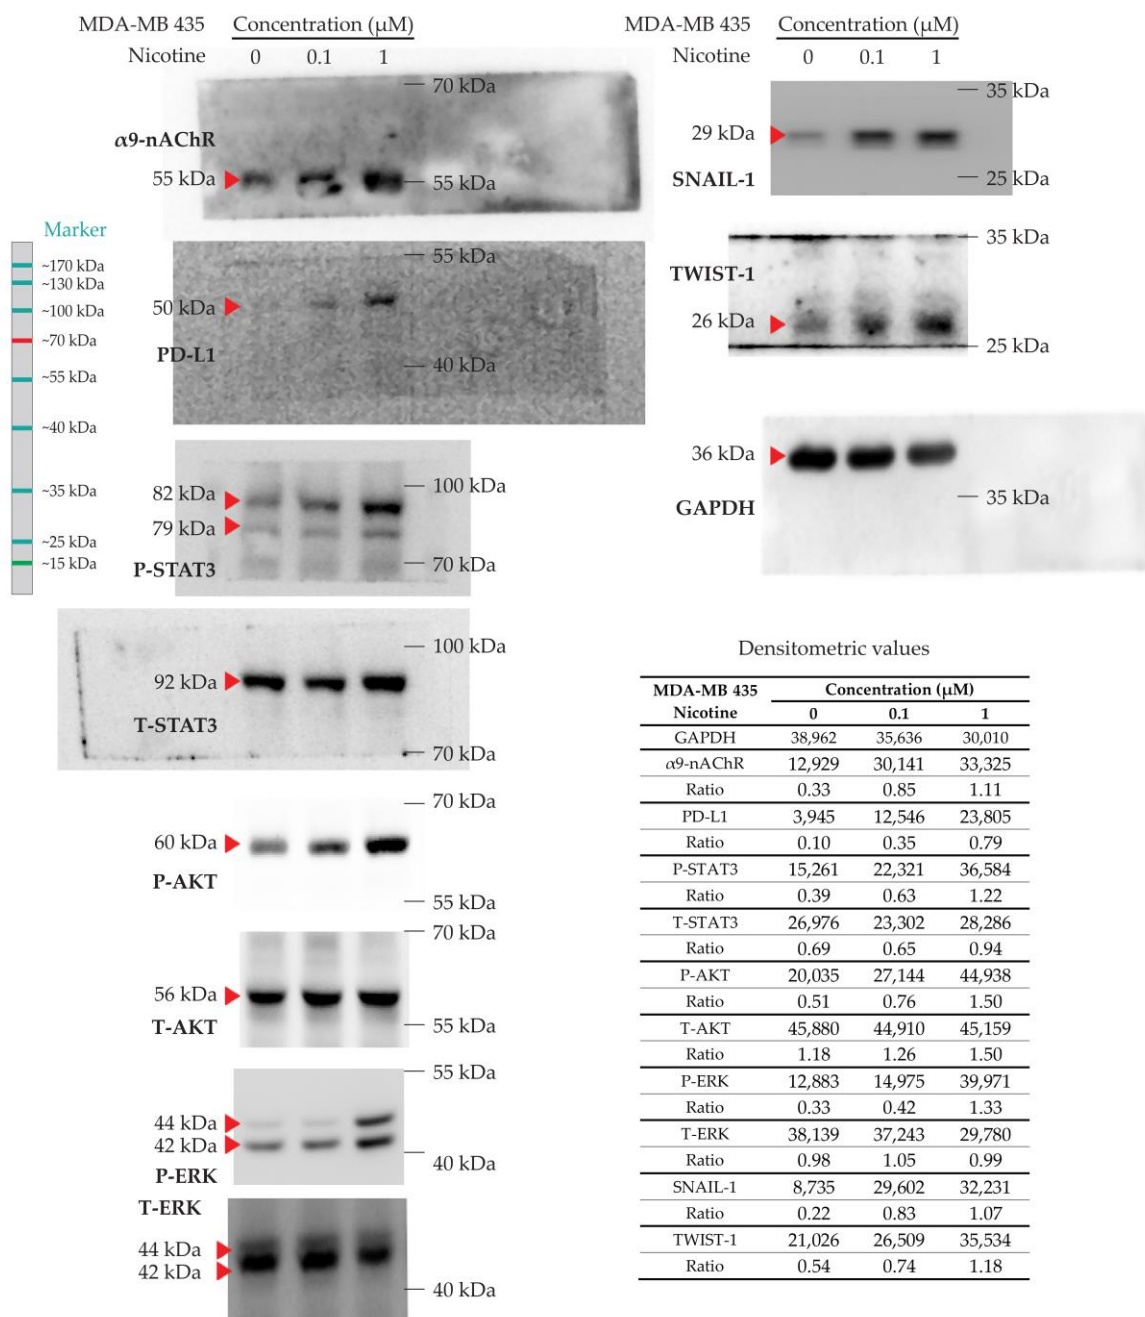 MDA-MB 435 Concentration (µM)
Nicotine 0 0.1 1
70 kDa
α9-nAChR
55 kDa
55 kDa
Marker
~170 kDa
~130 kDa
~100 kDa
~70 kDa
~55 kDa
~40 kDa
~35 kDa
~25 kDa
~15 kDa
55 kDa
50 kDa
PD-L1
40 kDa
82 kDa
100 kDa
79 kDa
P-STAT3
70 kDa
100 kDa
92 kDa
T-STAT3
70 kDa
70 kDa
60 kDa
P-AKT
55 kDa
70 kDa
56 kDa
T-AKT
55 kDa
55 kDa
44 kDa
42 kDa
40 kDa
P-ERK
T-ERK
44 kDa
42 kDa
40 kDa
MDA-MB 435 Concentration (µM)
Nicotine 0 0.1 1
35 kDa
29 kDa
SNAIL-1
25 kDa
35 kDa
TWIST-1
26 kDa
25 kDa
36 kDa
35 kDa
GAPDH
Densitometric values
MDA-MB 435 Concentration (µM)
Nicotine 0 0.1 1
GAPDH 38,962 35,636 30,010
α9-nAChR 12,929 30,141 33,325
Ratio 0.33 0.85 1.11
PD-L1 3,945 12,546 23,805
Ratio 0.10 0.35 0.79
P-STAT3 15,261 22,321 36,584
Ratio 0.39 0.63 1.22
T-STAT3 26,976 23,302 28,286
Ratio 0.69 0.65 0.94
P-AKT 20,035 27,144 44,938
Ratio 0.51 0.76 1.50
T-AKT 45,880 44,910 45,159
Ratio 1.18 1.26 1.50
P-ERK 12,883 14,975 39,971
Ratio 0.33 0.42 1.33
T-ERK 38,139 37,243 29,780
Ratio 0.98 1.05 0.99
SNAIL-1 8,735 29,602 32,231
Ratio 0.22 0.83 1.07
TWIST-1 21,026 26,509 35,534
Ratio 0.54 0.74 1.18